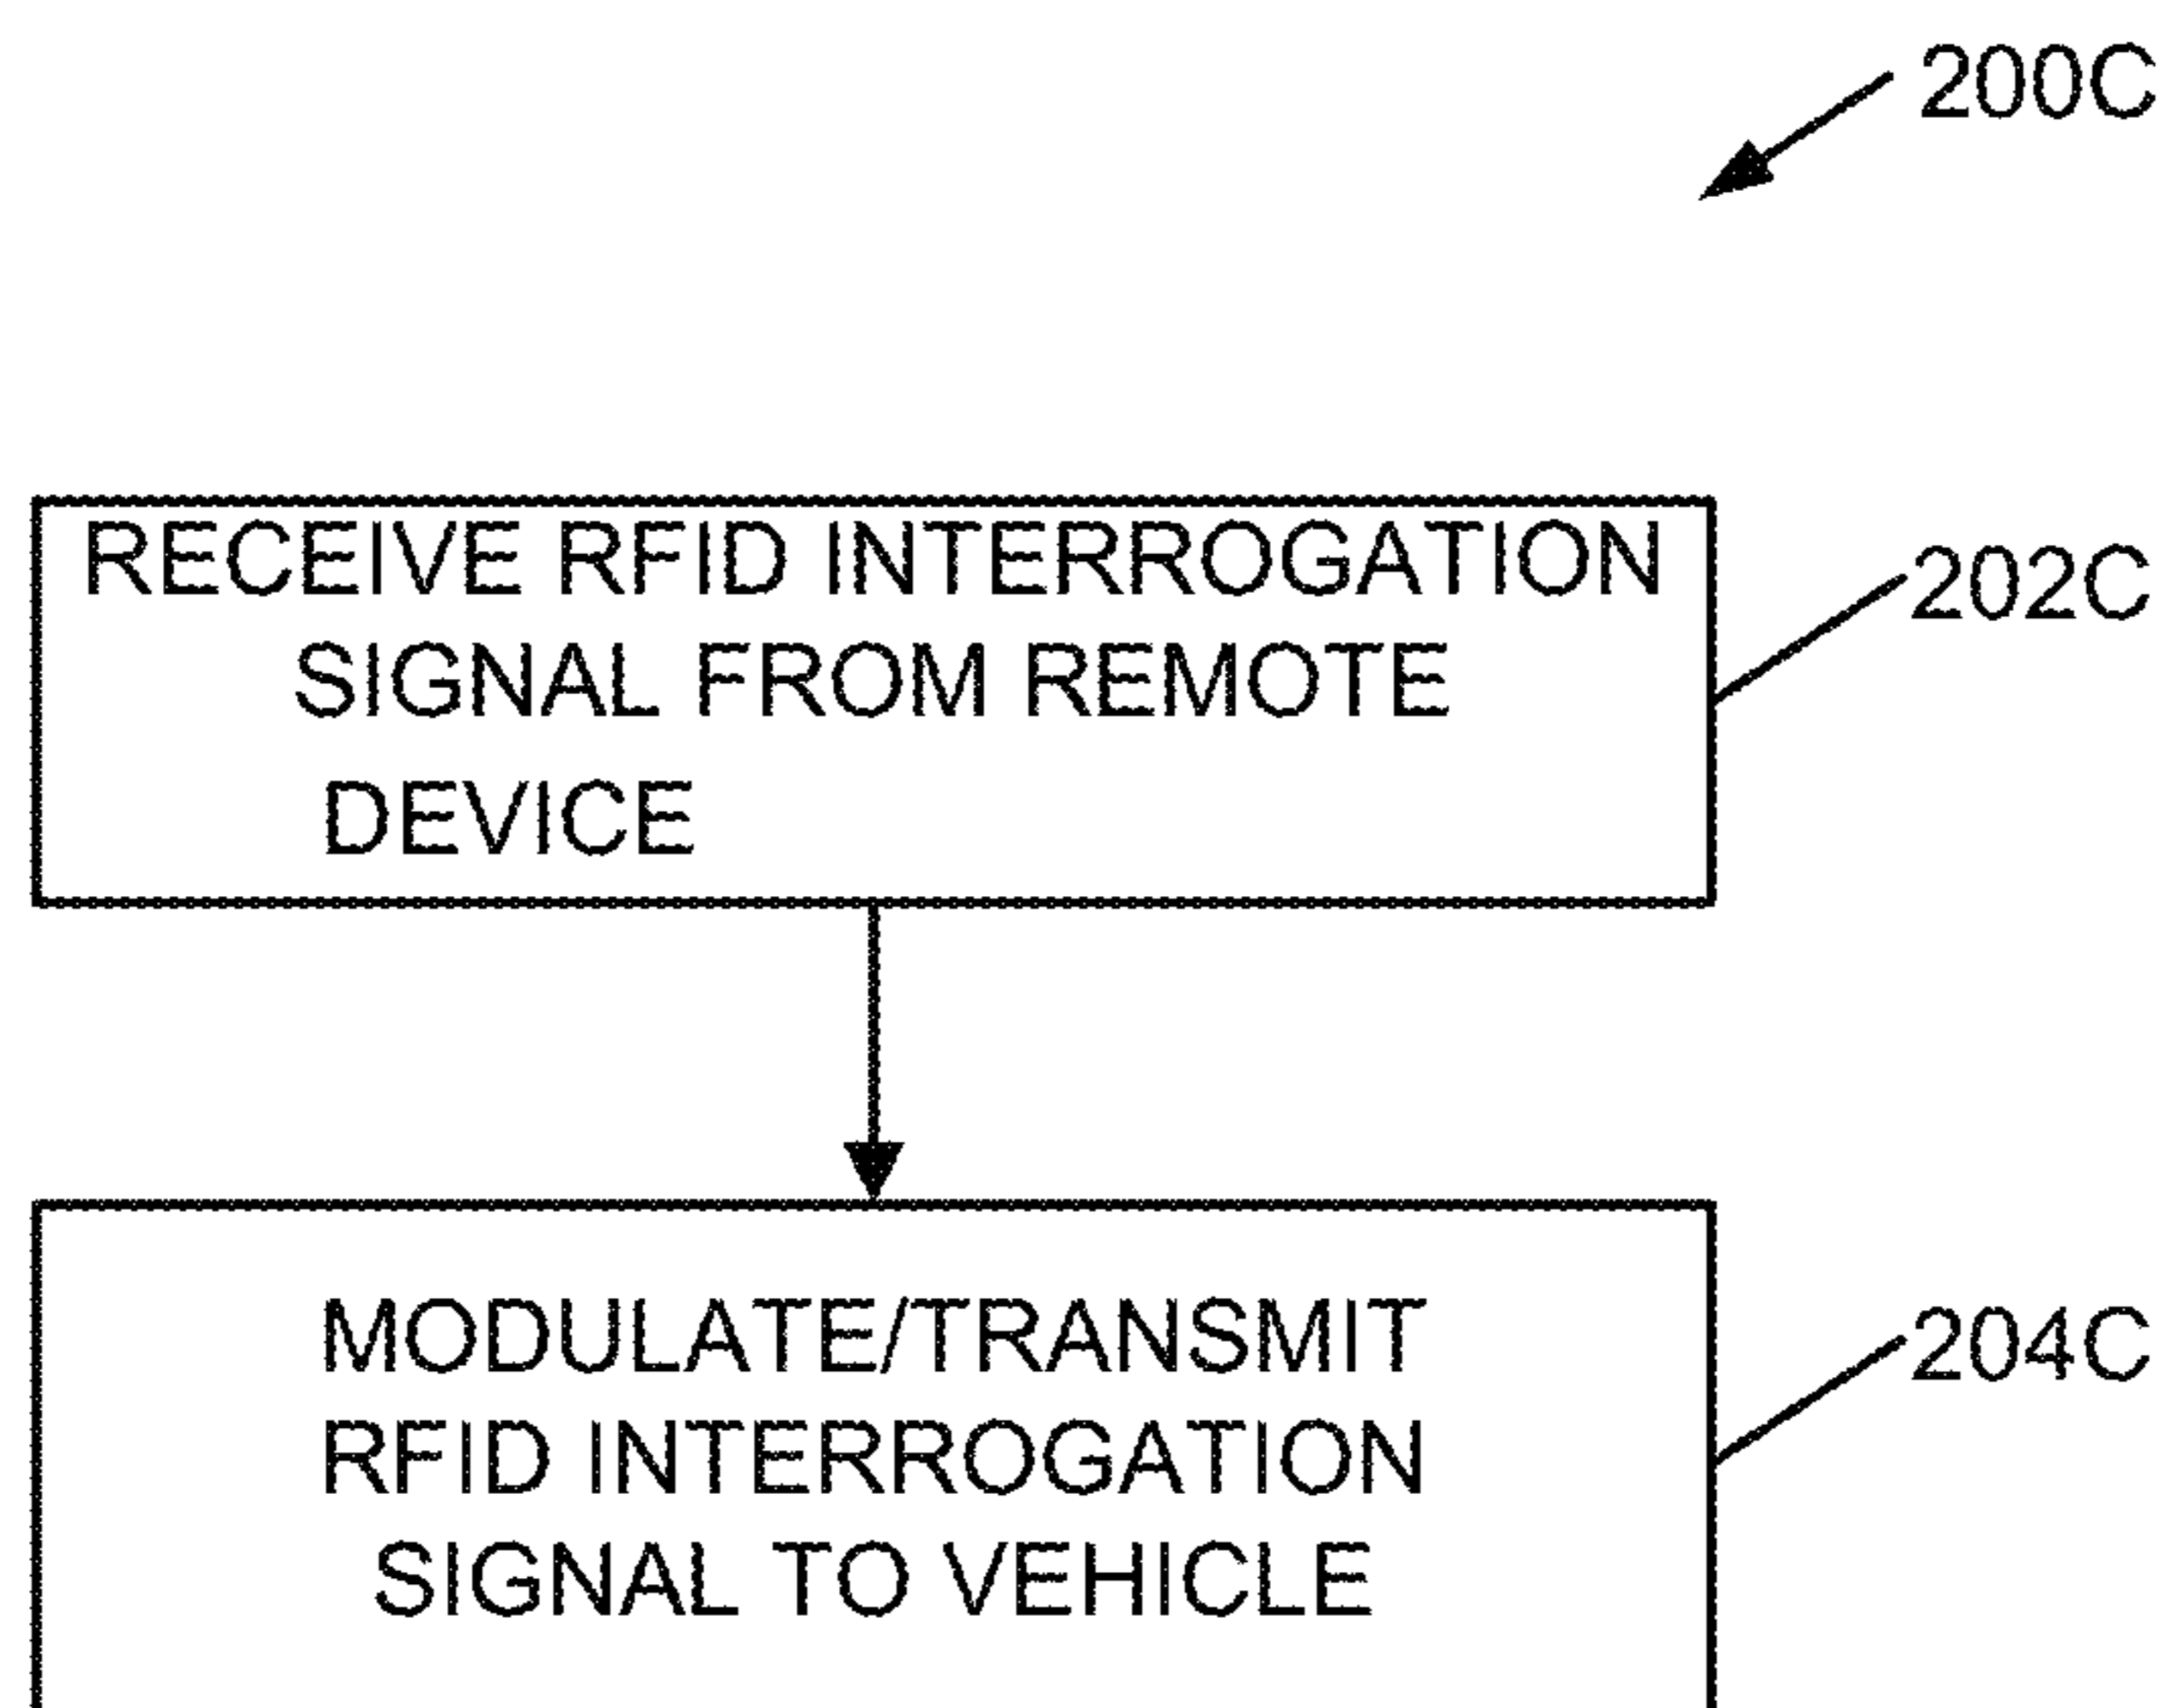 200C
RECEIVE RFID INTERROGATION
SIGNAL FROM REMOTE
DEVICE
202C
MODULATE/TRANSMIT
RFID INTERROGATION
SIGNAL TO VEHICLE
204C